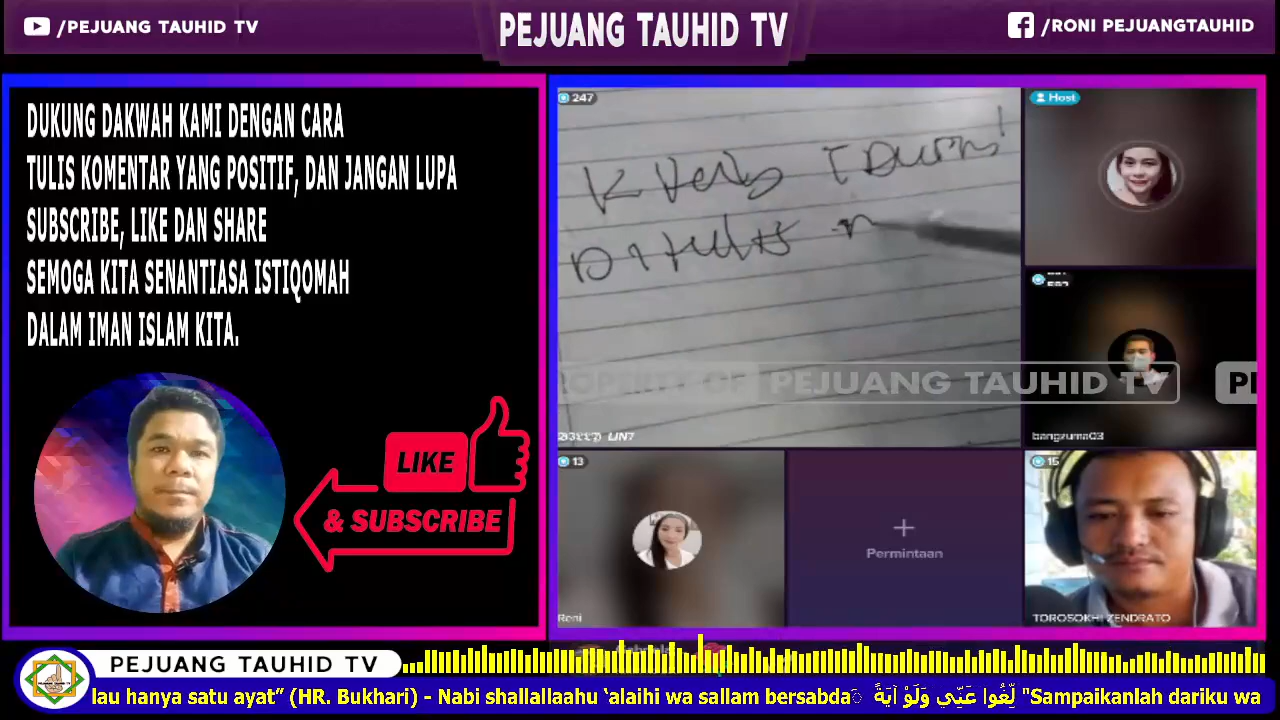 /PEJUANG TAUHID TV
PEJUANG TAUHID TV
/RONI PEJUANGTAUHID
DUKUNG DAKWAH KAMI DENGAN CARA
TULIS KOMENTAR YANG POSITIF, DAN JANGAN LUPA
SUBSCRIBE, LIKE DAN SHARE
SEMOGA KITA SENANTIASA ISTIQOMAH
DALAM IMAN ISLAM KITA.
LIKE
& SUBSCRIBE
247
Host
Ditulis
PEJUANG TAUHID TV
bangzuma03
13
Permintaan
15
Roni
TOROSOKHI ZENDRATO
PEJUANG TAUHID TV
lau hanya satu ayat” (HR. Bukhari) - Nabi shallallaahu ‘alaihi wa sallam bersabda لِّغُوا عَنِّي وَلَوْ آيَةً "Sampaikanlah dariku wa